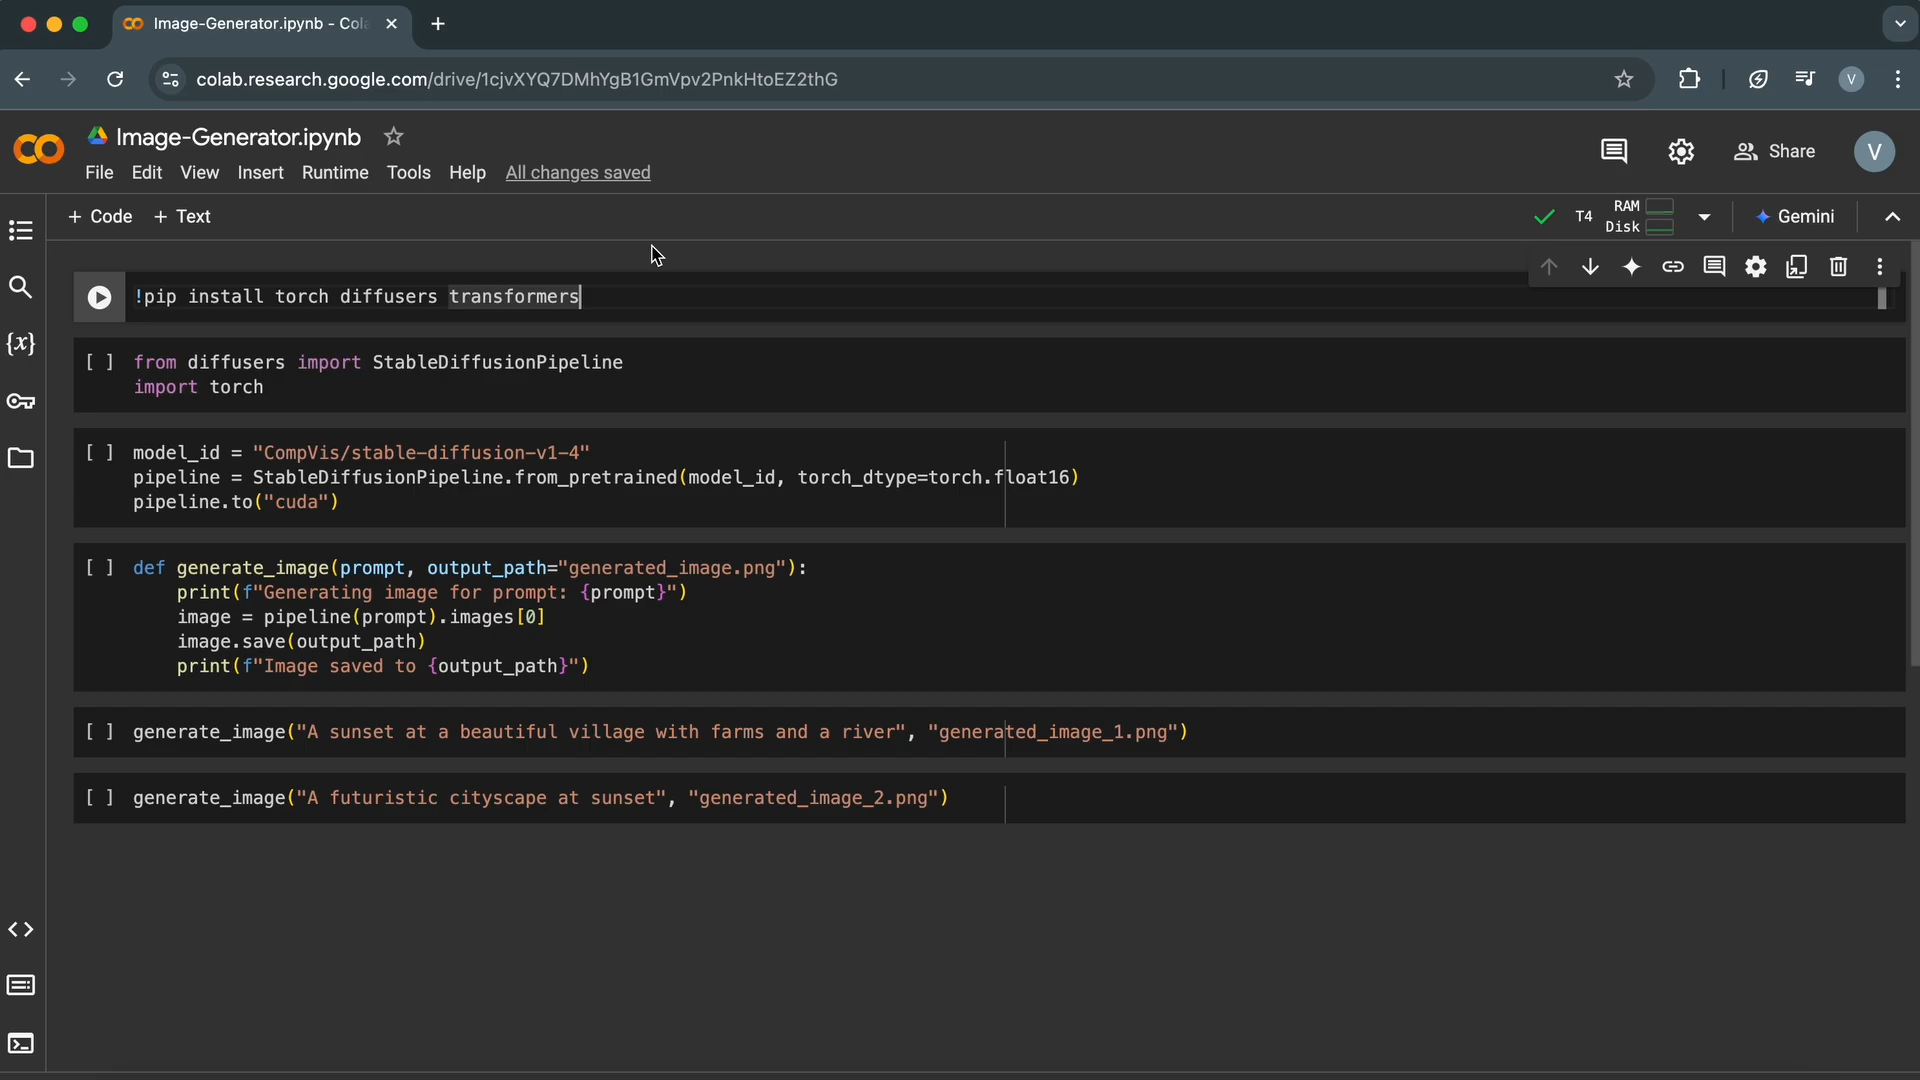 Image-Generator.ipynb - Col
colab.research.google.com/drive/1cjvXYQ7DMhYgB1GmVpv2PnkHtoEZ2thG
V
Image-Generator.ipynb
File Edit View Insert Runtime Tools Help All changes saved
Share
V
+ Code + Text
T4
RAM
Disk
Gemini
!pip install torch diffusers transformers
[ ] from diffusers import StableDiffusionPipeline
import torch
[ ] model_id = "CompVis/stable-diffusion-v1-4"
pipeline = StableDiffusionPipeline.from_pretrained(model_id, torch_dtype=torch.float16)
pipeline.to("cuda")
[ ] def generate_image(prompt, output_path="generated_image.png"):
print(f"Generating image for prompt: {prompt}")
image = pipeline(prompt).images[0]
image.save(output_path)
print(f"Image saved to {output_path}")
[ ] generate_image("A sunset at a beautiful village with farms and a river", "generated_image_1.png")
[ ] generate_image("A futuristic cityscape at sunset", "generated_image_2.png")